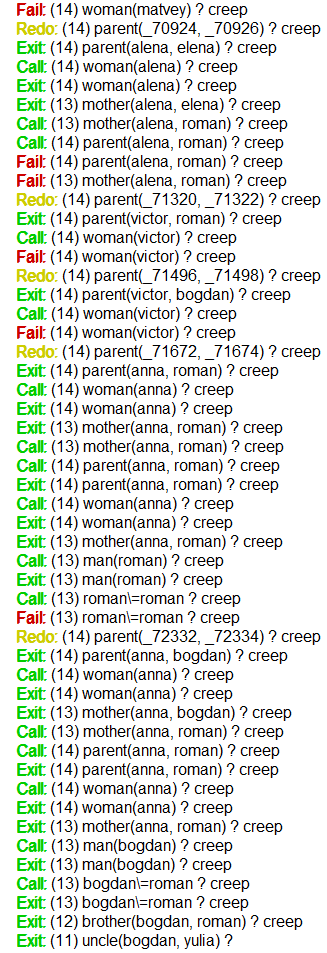 Fail: (14) woman(matvey) ? creep
Redo: (14) parent(_70924, _70926) ? creep
Exit: (14) parent(alena, elena) ? creep
Call: (14) woman(alena) ? creep
Exit: (14) woman(alena) ? creep
Exit: (13) mother(alena, elena) ? creep
Call: (13) mother(alena, roman) ? creep
Call: (14) parent(alena, roman) ? creep
Fail: (14) parent(alena, roman) ? creep
Fail: (13) mother(alena, roman) ? creep
Redo: (14) parent(_71320, _71322) ? creep
Exit: (14) parent(victor, roman) ? creep
Call: (14) woman(victor) ? creep
Fail: (14) woman(victor) ? creep
Redo: (14) parent(_71496, _71498) ? creep
Exit: (14) parent(victor, bogdan) ? creep
Call: (14) woman(victor) ? creep
Fail: (14) woman(victor) ? creep
Redo: (14) parent(_71672, _71674) ? creep
Exit: (14) parent(anna, roman) ? creep
Call: (14) woman(anna) ? creep
Exit: (14) woman(anna) ? creep
Exit: (13) mother(anna, roman) ? creep
Call: (13) mother(anna, roman) ? creep
Call: (14) parent(anna, roman) ? creep
Exit: (14) parent(anna, roman) ? creep
Call: (14) woman(anna) ? creep
Exit: (14) woman(anna) ? creep
Exit: (13) mother(anna, roman) ? creep
Call: (13) man(roman) ? creep
Exit: (13) man(roman) ? creep
Call: (13) roman\=roman ? creep
Fail: (13) roman\=roman ? creep
Redo: (14) parent(_72332, _72334) ? creep
Exit: (14) parent(anna, bogdan) ? creep
Call: (14) woman(anna) ? creep
Exit: (14) woman(anna) ? creep
Exit: (13) mother(anna, bogdan) ? creep
Call: (13) mother(anna, roman) ? creep
Call: (14) parent(anna, roman) ? creep
Exit: (14) parent(anna, roman) ? creep
Call: (14) woman(anna) ? creep
Exit: (14) woman(anna) ? creep
Exit: (13) mother(anna, roman) ? creep
Call: (13) man(bogdan) ? creep
Exit: (13) man(bogdan) ? creep
Call: (13) bogdan\=roman ? creep
Exit: (13) bogdan\=roman ? creep
Exit: (12) brother(bogdan, roman) ? creep
Exit: (11) uncle(bogdan, yulia) ?